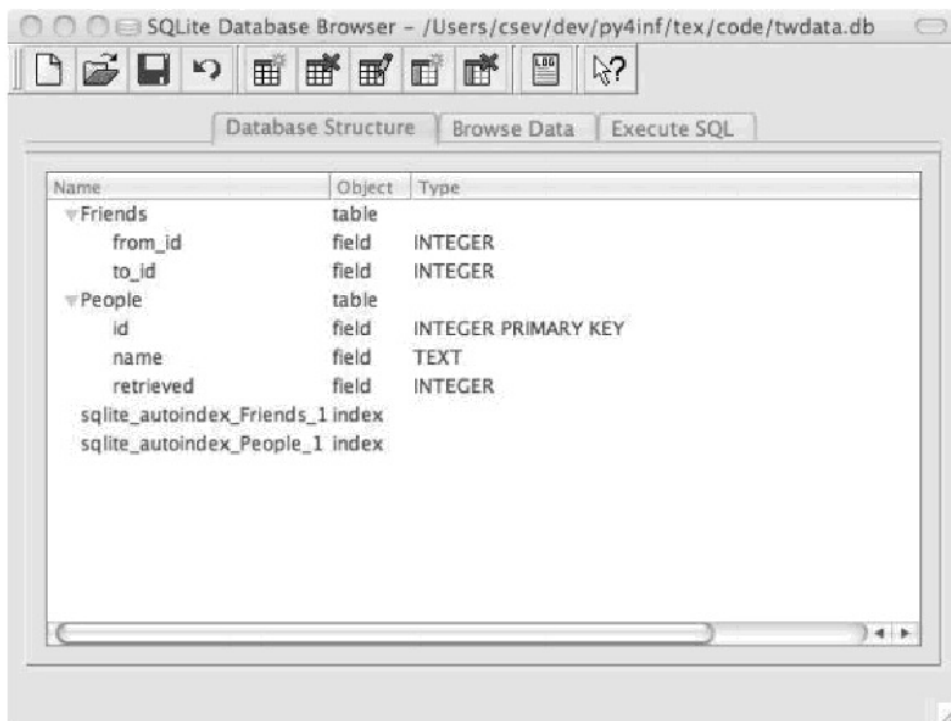 SQLite Database Browser - /Users/csev/dev/py4inf/tex/code/twdata.db
LOG
?
Database Structure Browse Data Execute SQL
Name Object Type
Friends table
from_id field INTEGER
to_id field INTEGER
People table
id field INTEGER PRIMARY KEY
name field TEXT
retrieved field INTEGER
sqlite_autoindex_Friends_1 index
sqlite_autoindex_People_1 index